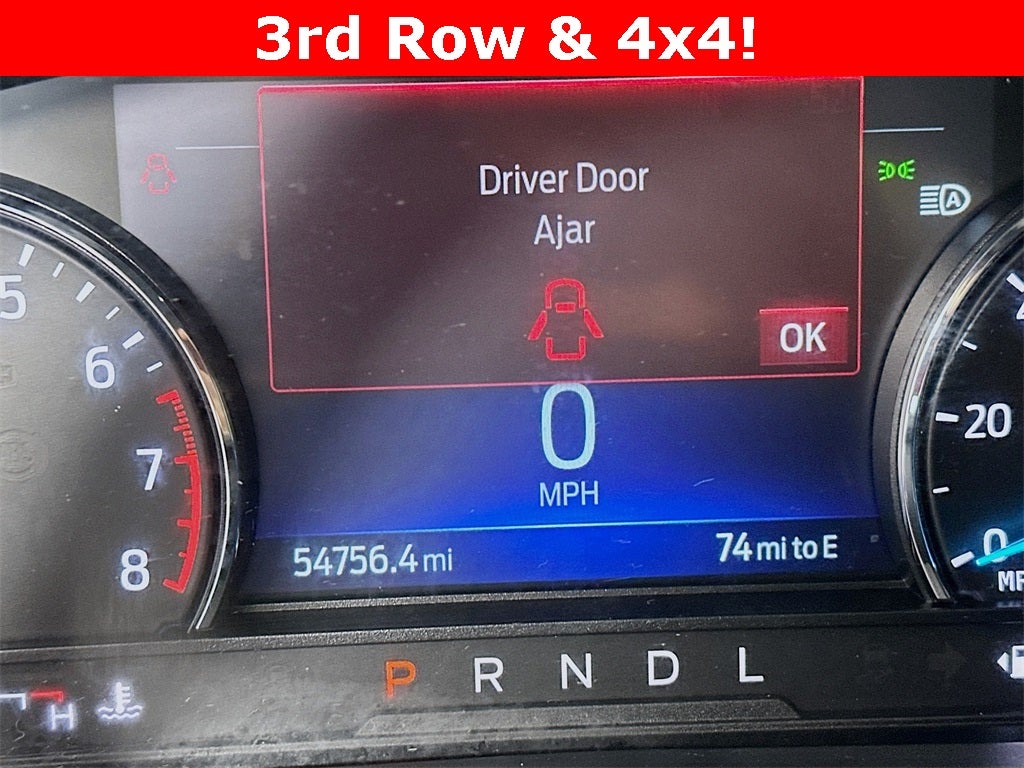 3rd Row & 4x4!
Driver Door
Ajar
OK
5
6
7
8
0
MPH
54756.4 mi
74 mi to E
20
0
P R N D L
H